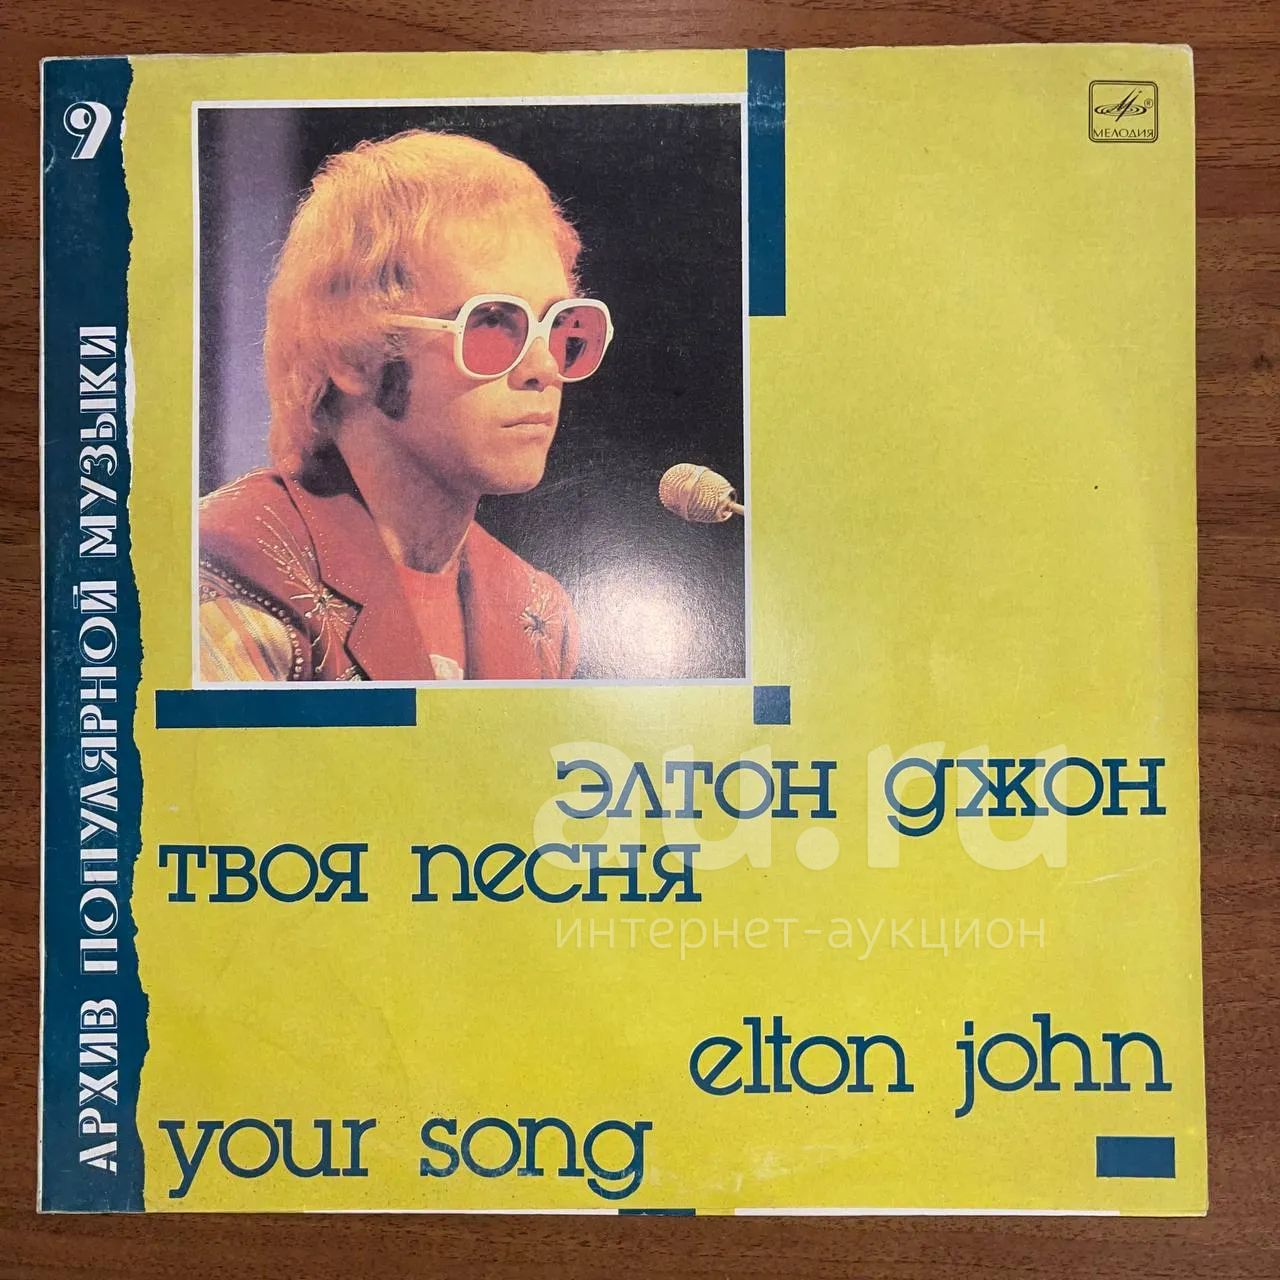 9
АРХИВ ПОПУЛЯРНОЙ МУЗЫКИ
МЕЛОДИЯ
элтон джон
твоя песня
au.ru
интернет-аукцион
elton john
your song